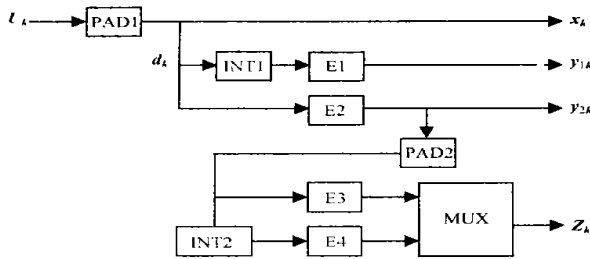 l_k PAD1 x_k
d_k INT1 E1 y_1k
E2 y_2k
PAD2
E3
MUX Z_k
INT2 E4